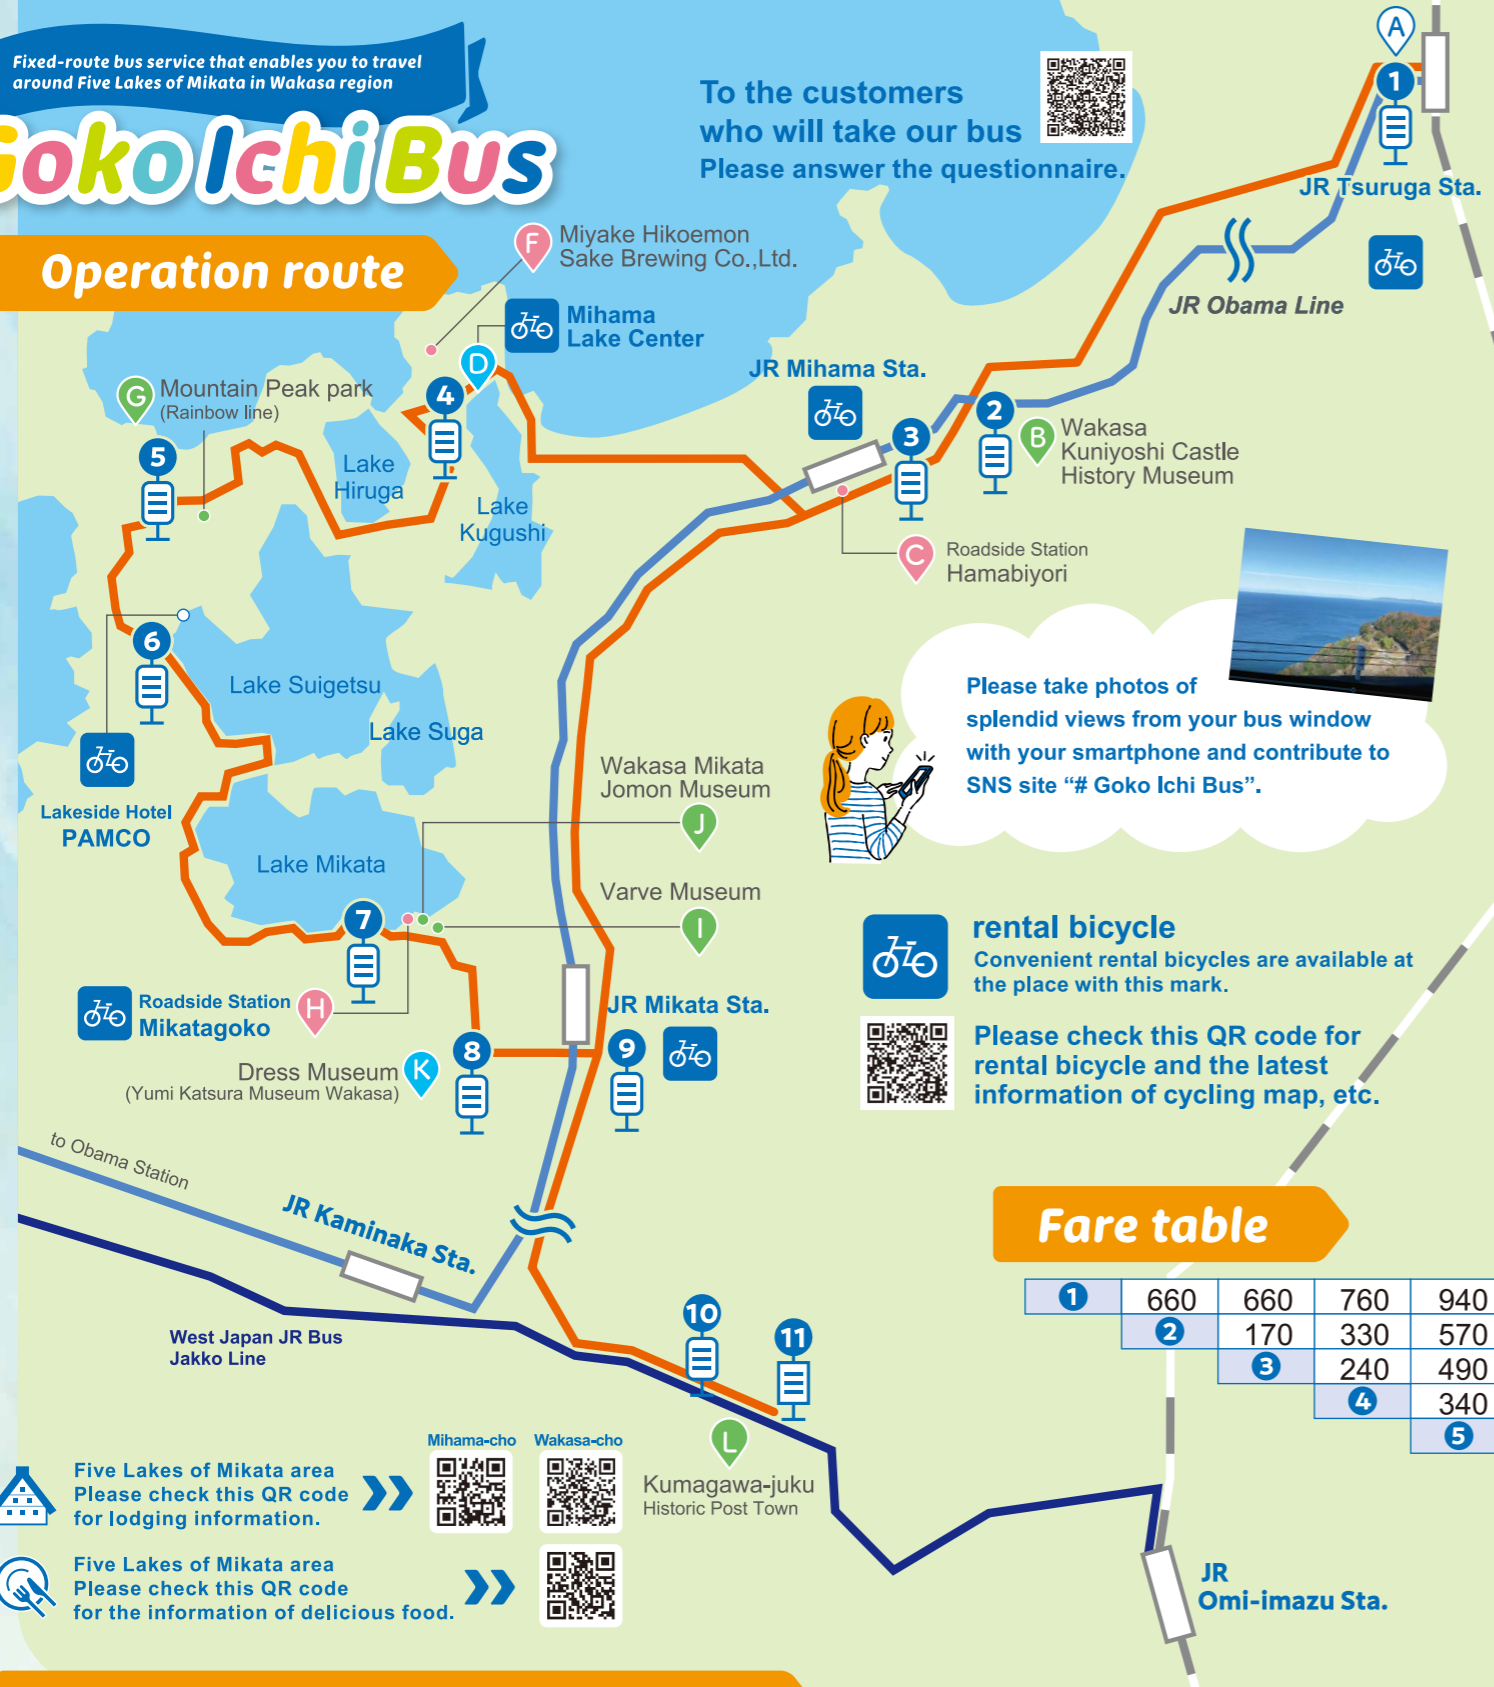 Fixed-route bus service that enables you to travel
around Five Lakes of Mikata in Wakasa region
Goko Ichi Bus
Operation route
To the customers
who will take our bus
Please answer the questionnaire.
A
1
JR Tsuruga Sta.
JR Obama Line
F
Miyake Hikoemon
Sake Brewing Co.,Ltd.
Mihama
Lake Center
D
G
Mountain Peak park
(Rainbow line)
4
5
Lake
Hiruga
Lake
Kugushi
JR Mihama Sta.
3
2
B
Wakasa
Kuniyoshi Castle
History Museum
C
Roadside Station
Hamabiyori
6
Lake Suigetsu
Lake Suga
Lakeside Hotel
PAMCO
Please take photos of
splendid views from your bus window
with your smartphone and contribute to
SNS site “# Goko Ichi Bus”.
Wakasa Mikata
Jomon Museum
J
Lake Mikata
Varve Museum
I
7
Roadside Station
Mikatagoko
H
JR Mikata Sta.
8
9
Dress Museum
(Yumi Katsura Museum Wakasa)
K
rental bicycle
Convenient rental bicycles are available at
the place with this mark.
Please check this QR code for
rental bicycle and the latest
information of cycling map, etc.
to Obama Station
JR Kaminaka Sta.
West Japan JR Bus
Jakko Line
10
11
L
Kumagawa-juku
Historic Post Town
Fare table
1 660 660 760 940
2 170 330 570
3 240 490
4 340
5
Mihama-cho Wakasa-cho
Five Lakes of Mikata area
Please check this QR code
for lodging information.
Five Lakes of Mikata area
Please check this QR code
for the information of delicious food.
JR
Omi-imazu Sta.